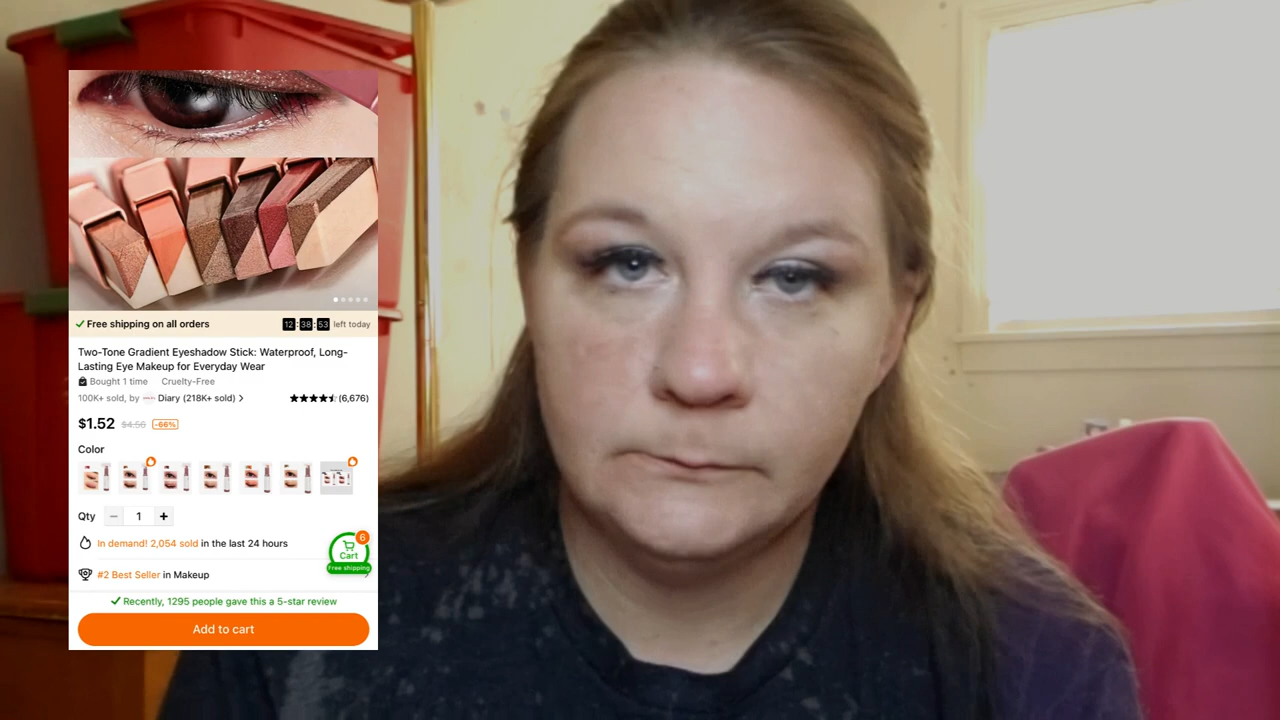 Free shipping on all orders 12:38:53 left today
Two-Tone Gradient Eyeshadow Stick: Waterproof, Long-
Lasting Eye Makeup for Everyday Wear
Bought 1 time Cruelty-Free
100K+ sold, by Diary (218K+ sold) (6,676)
$1.52 $4.56 -66%
Color
Qty − 1 +
In demand! 2,054 sold in the last 24 hours
6
Cart
Free shipping
#2 Best Seller in Makeup
Recently, 1295 people gave this a 5-star review
Add to cart